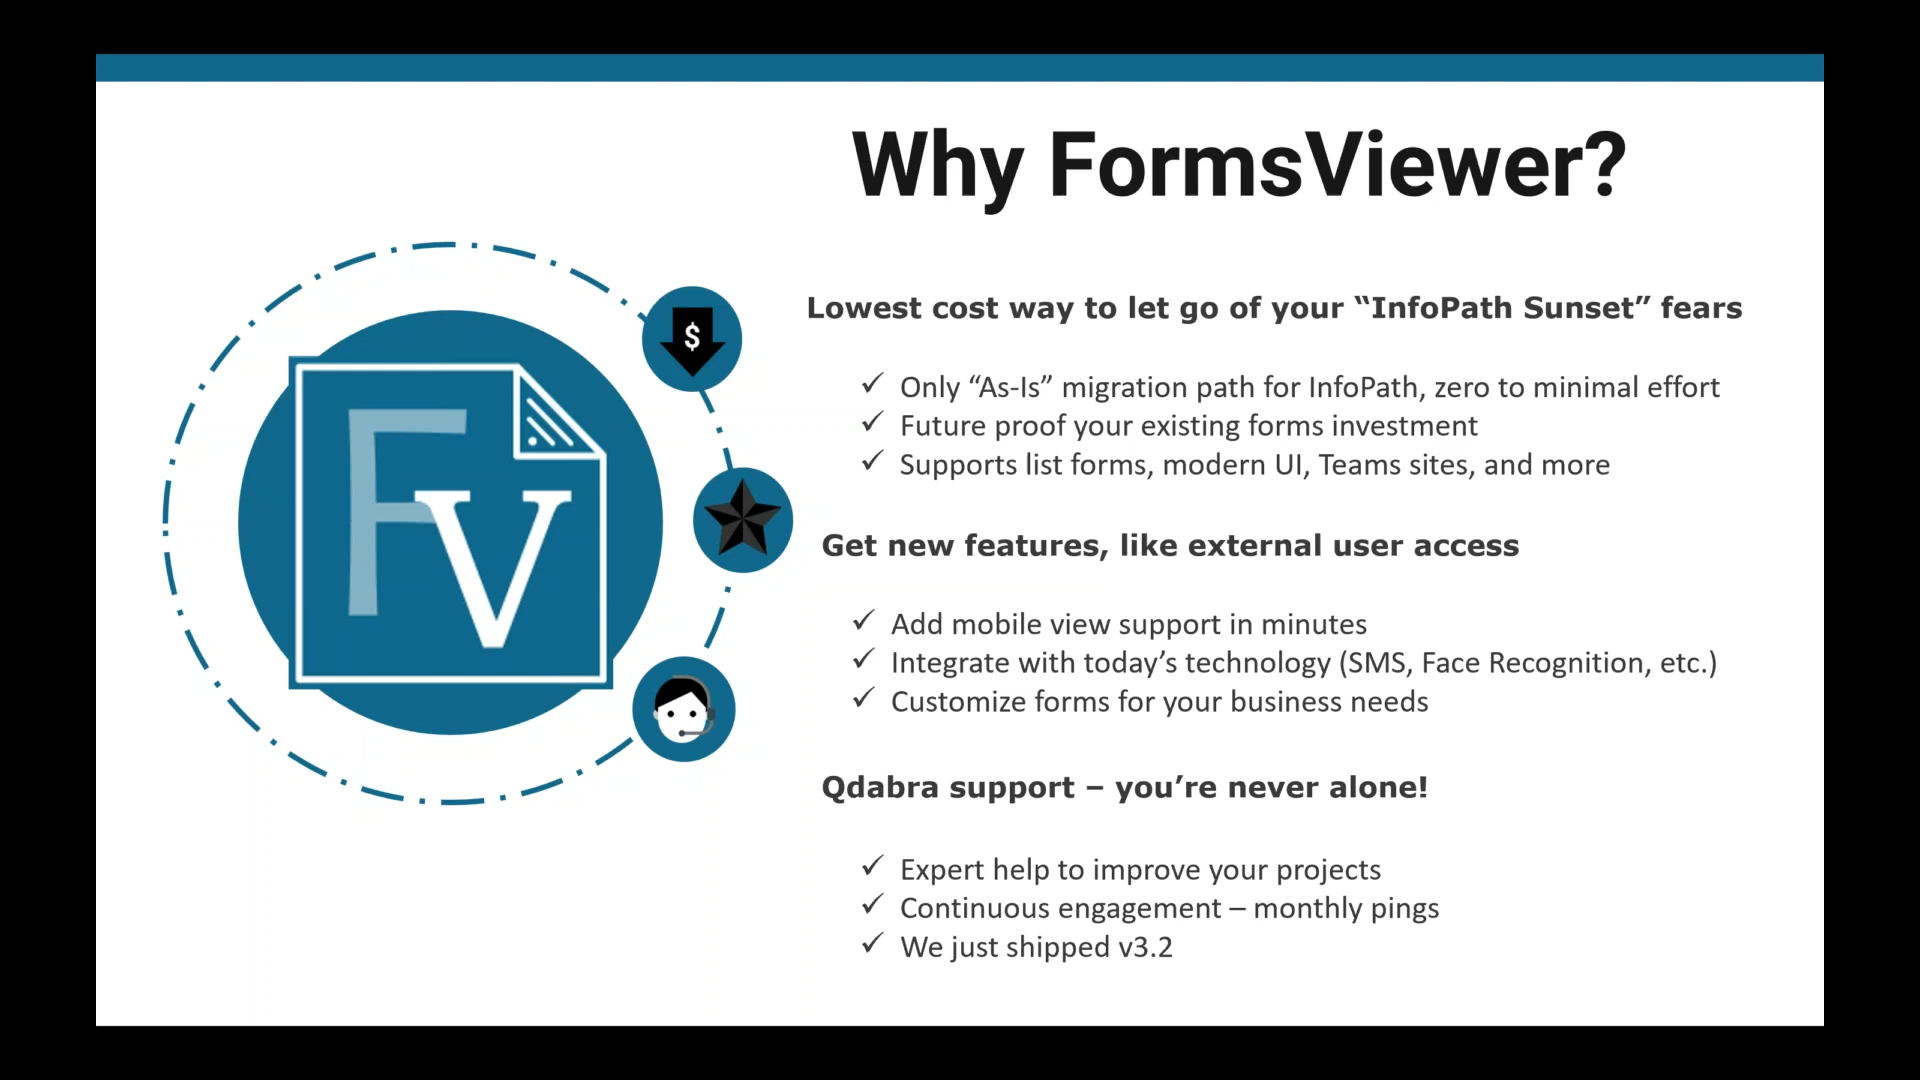 Why FormsViewer?
Lowest cost way to let go of your “InfoPath Sunset” fears
✓ Only “As-Is” migration path for InfoPath, zero to minimal effort
✓ Future proof your existing forms investment
✓ Supports list forms, modern UI, Teams sites, and more
Get new features, like external user access
✓ Add mobile view support in minutes
✓ Integrate with today’s technology (SMS, Face Recognition, etc.)
✓ Customize forms for your business needs
Qdabra support – you’re never alone!
✓ Expert help to improve your projects
✓ Continuous engagement – monthly pings
✓ We just shipped v3.2
$
FV